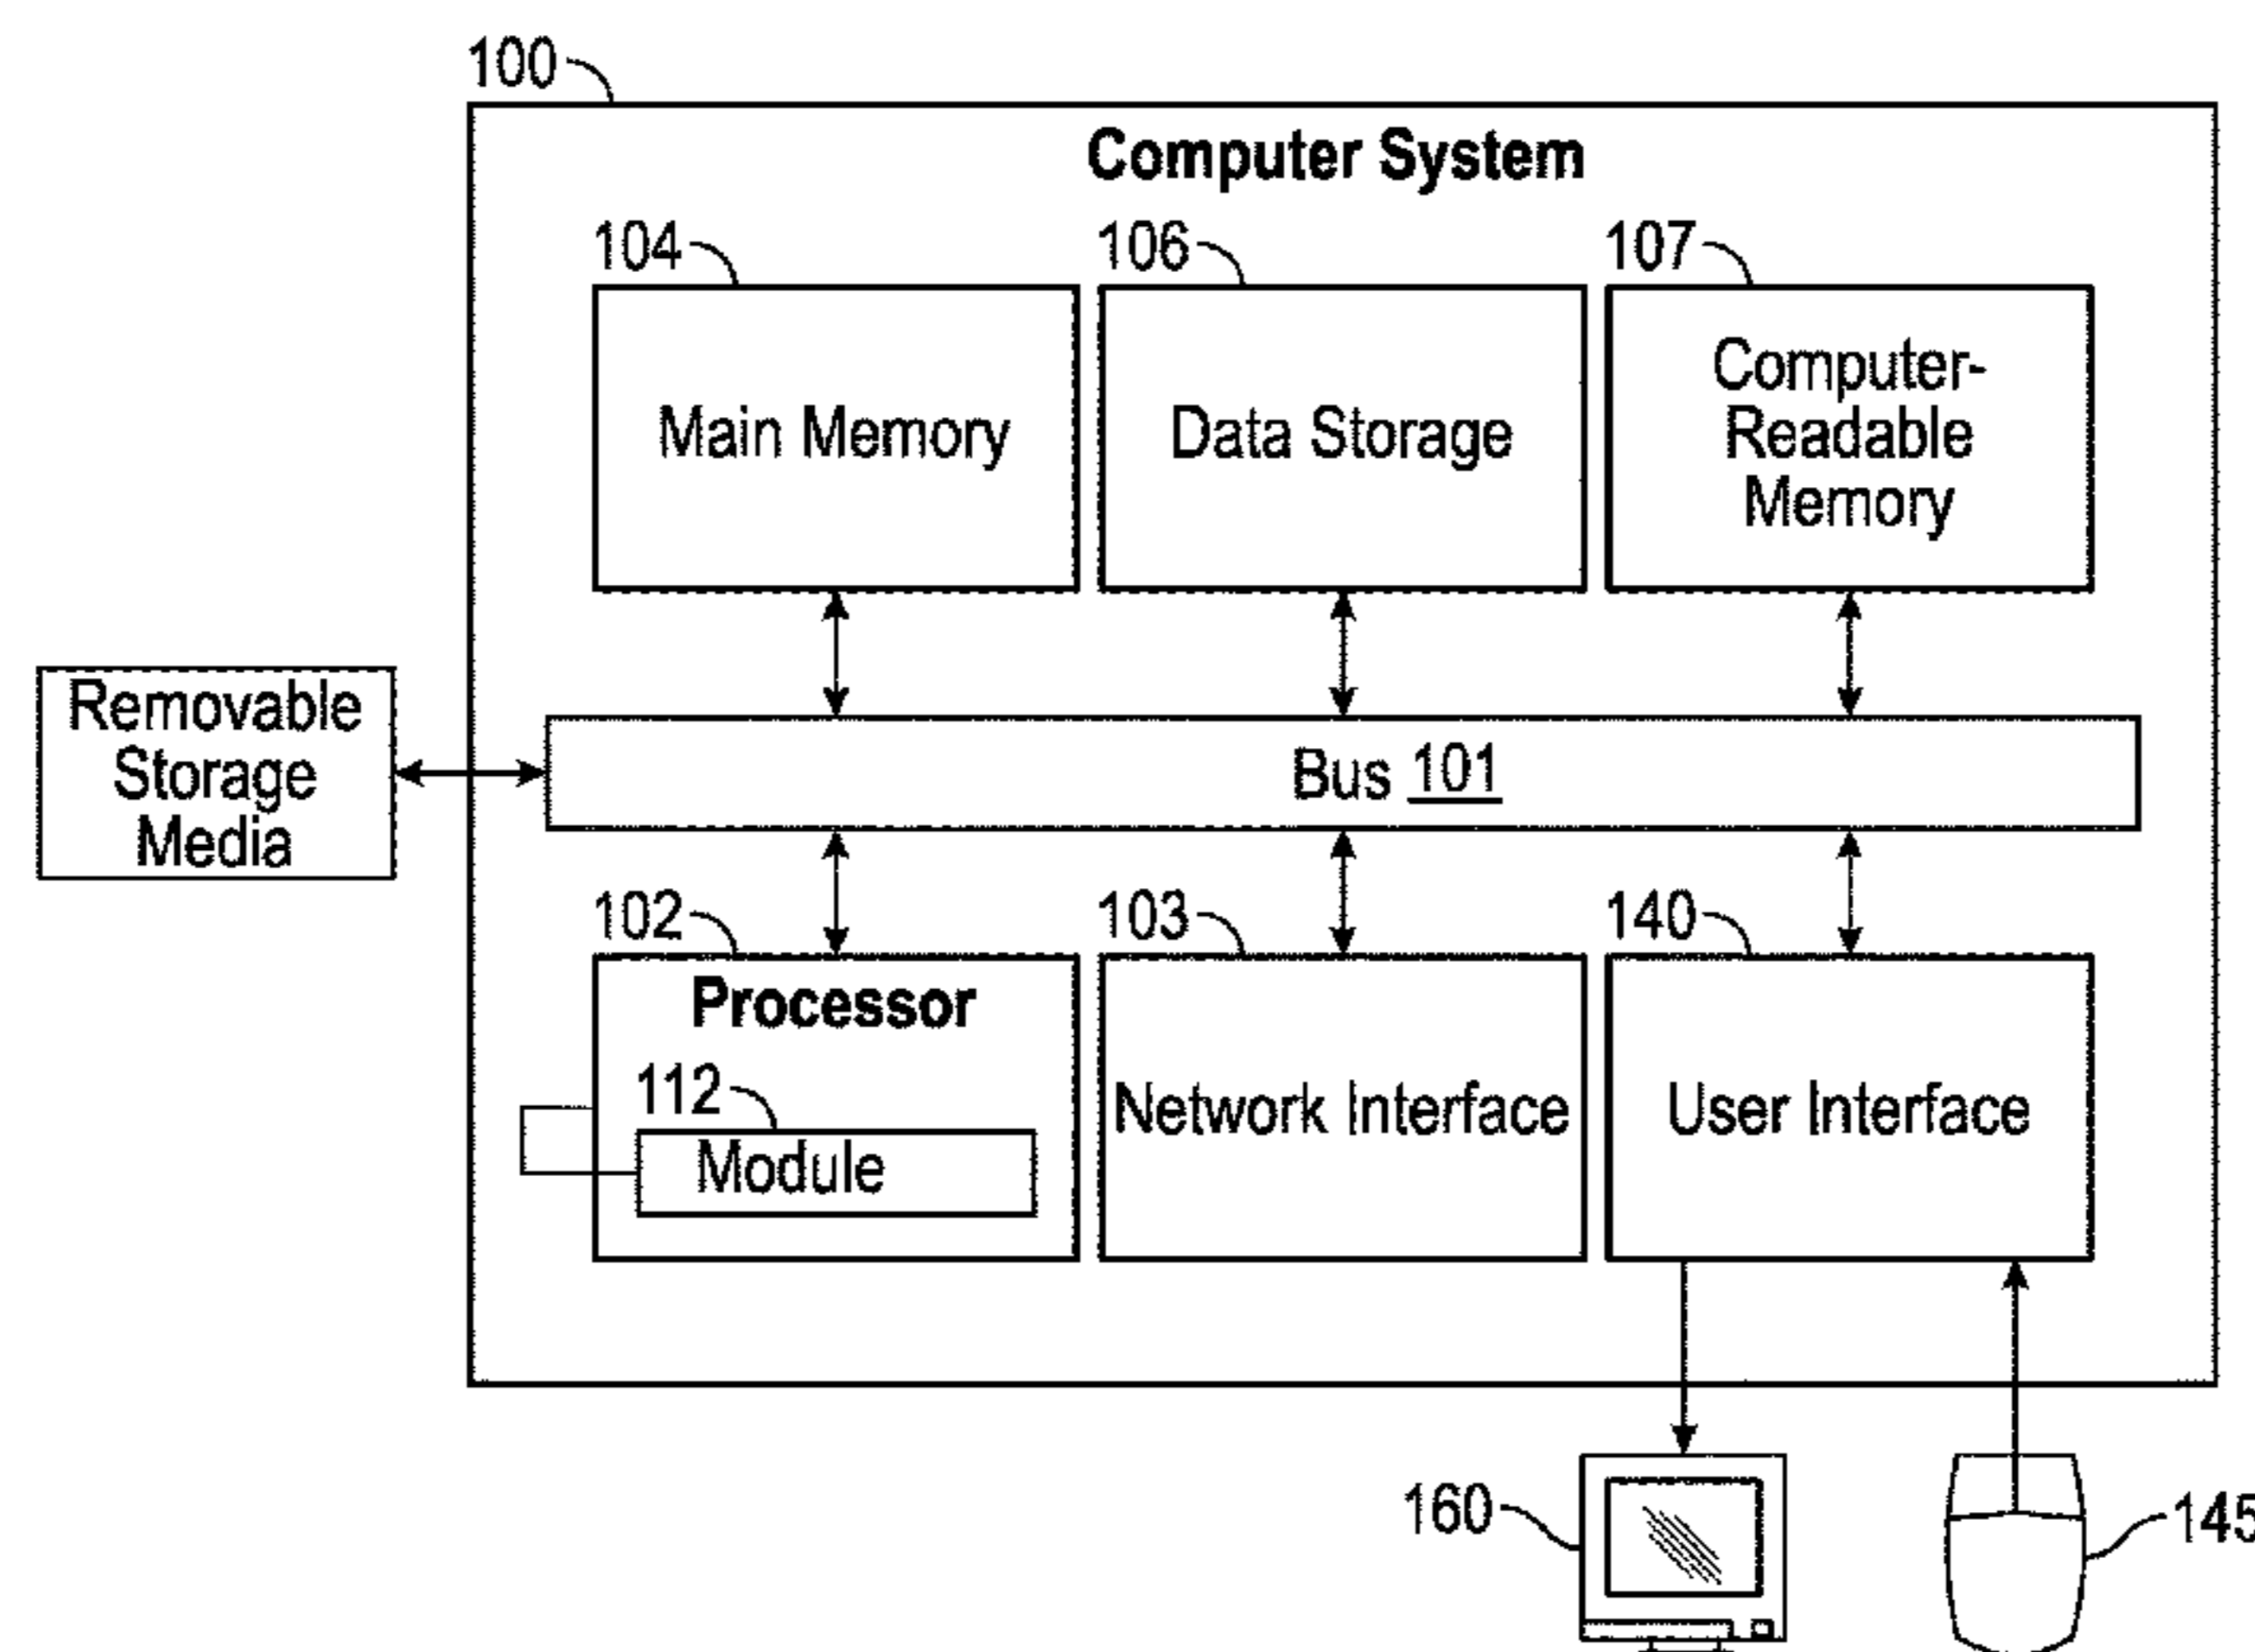 100
Computer System
104
106
107
Main Memory
Data Storage
Computer-
Readable
Memory
Removable
Storage
Media
Bus 101
102
103
140
Processor
112
Module
Network Interface
User Interface
160
145